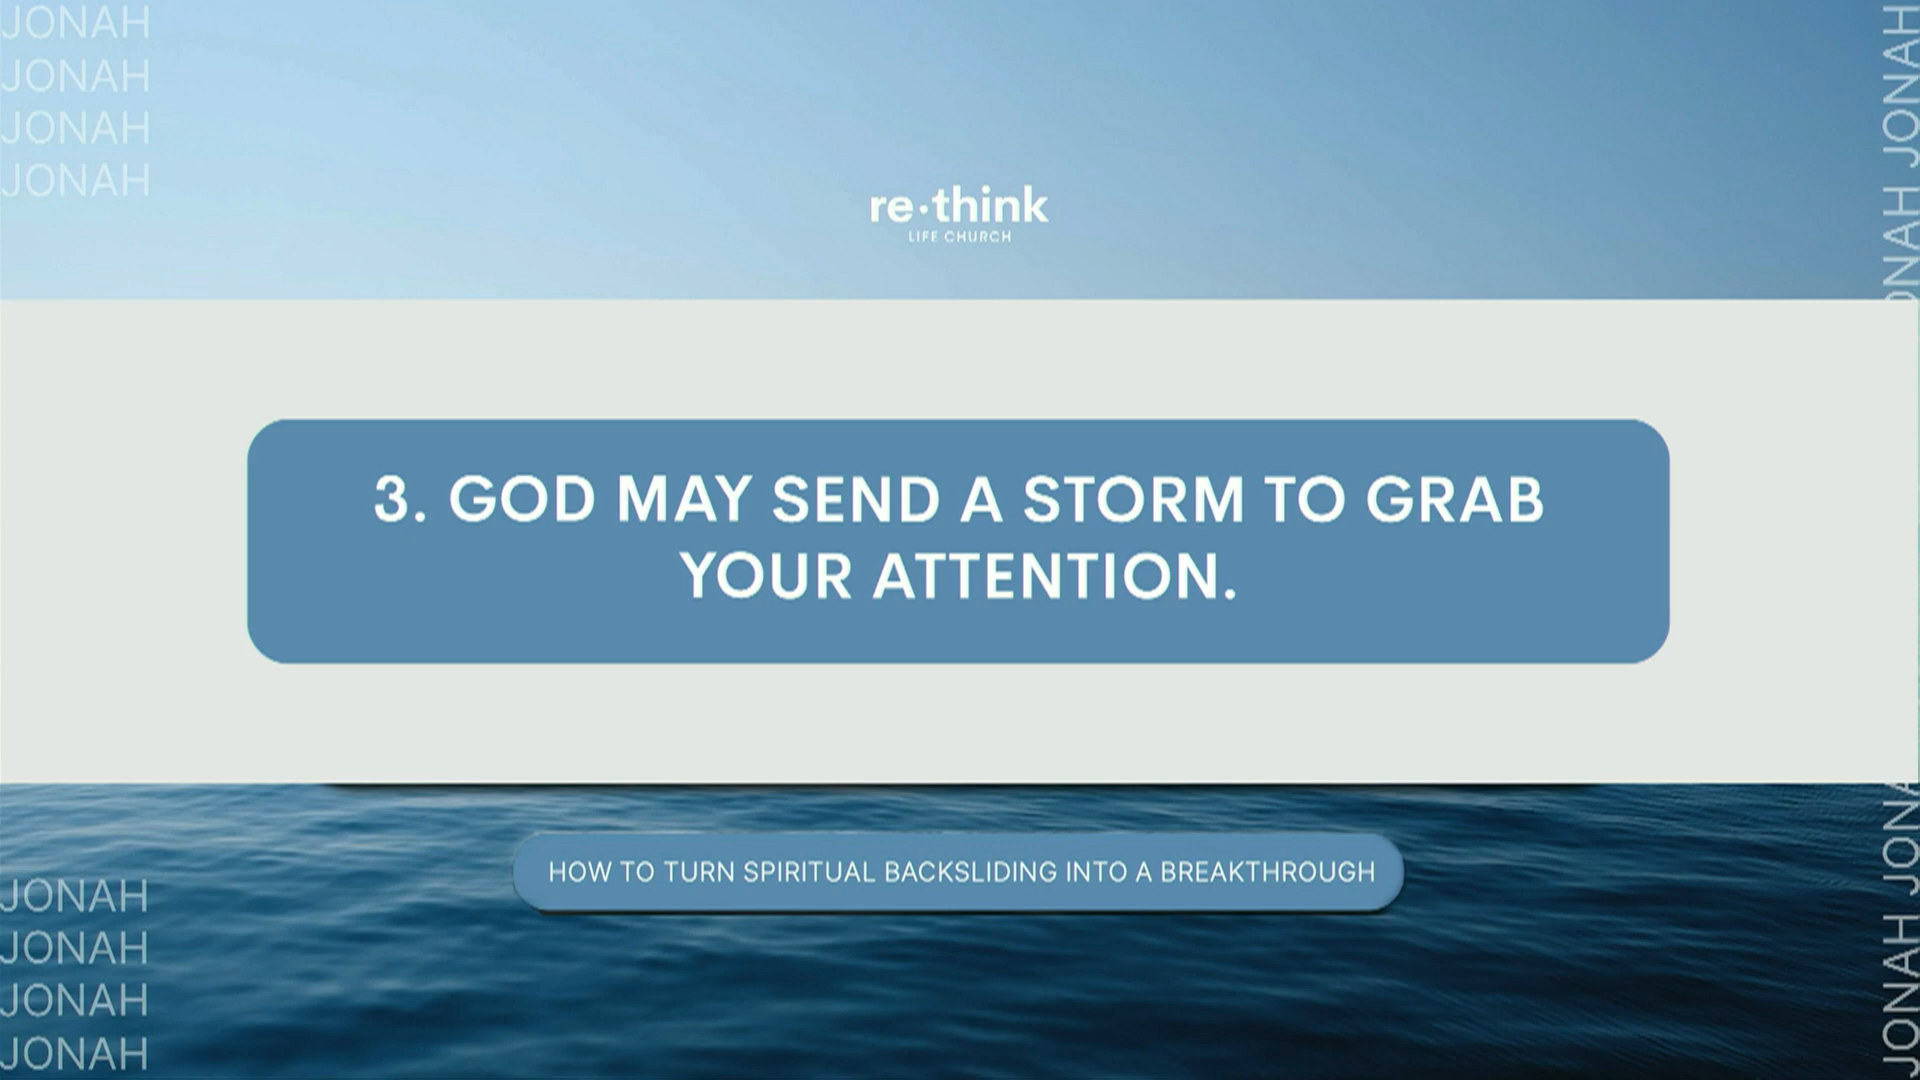 JONAH
JONAH
JONAH
JONAH
re·think
LIFE CHURCH
3. GOD MAY SEND A STORM TO GRAB
YOUR ATTENTION.
HOW TO TURN SPIRITUAL BACKSLIDING INTO A BREAKTHROUGH
JONAH
JONAH
JONAH
JONAH
JONAH JONAH
JONAH